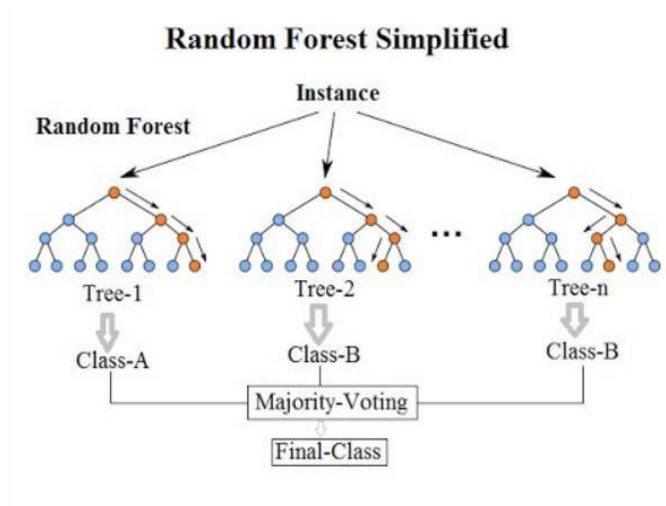 Random Forest Simplified
Instance
Random Forest
...
Tree-1
Tree-2
Tree-n
Class-A
Class-B
Class-B
Majority-Voting
Final-Class